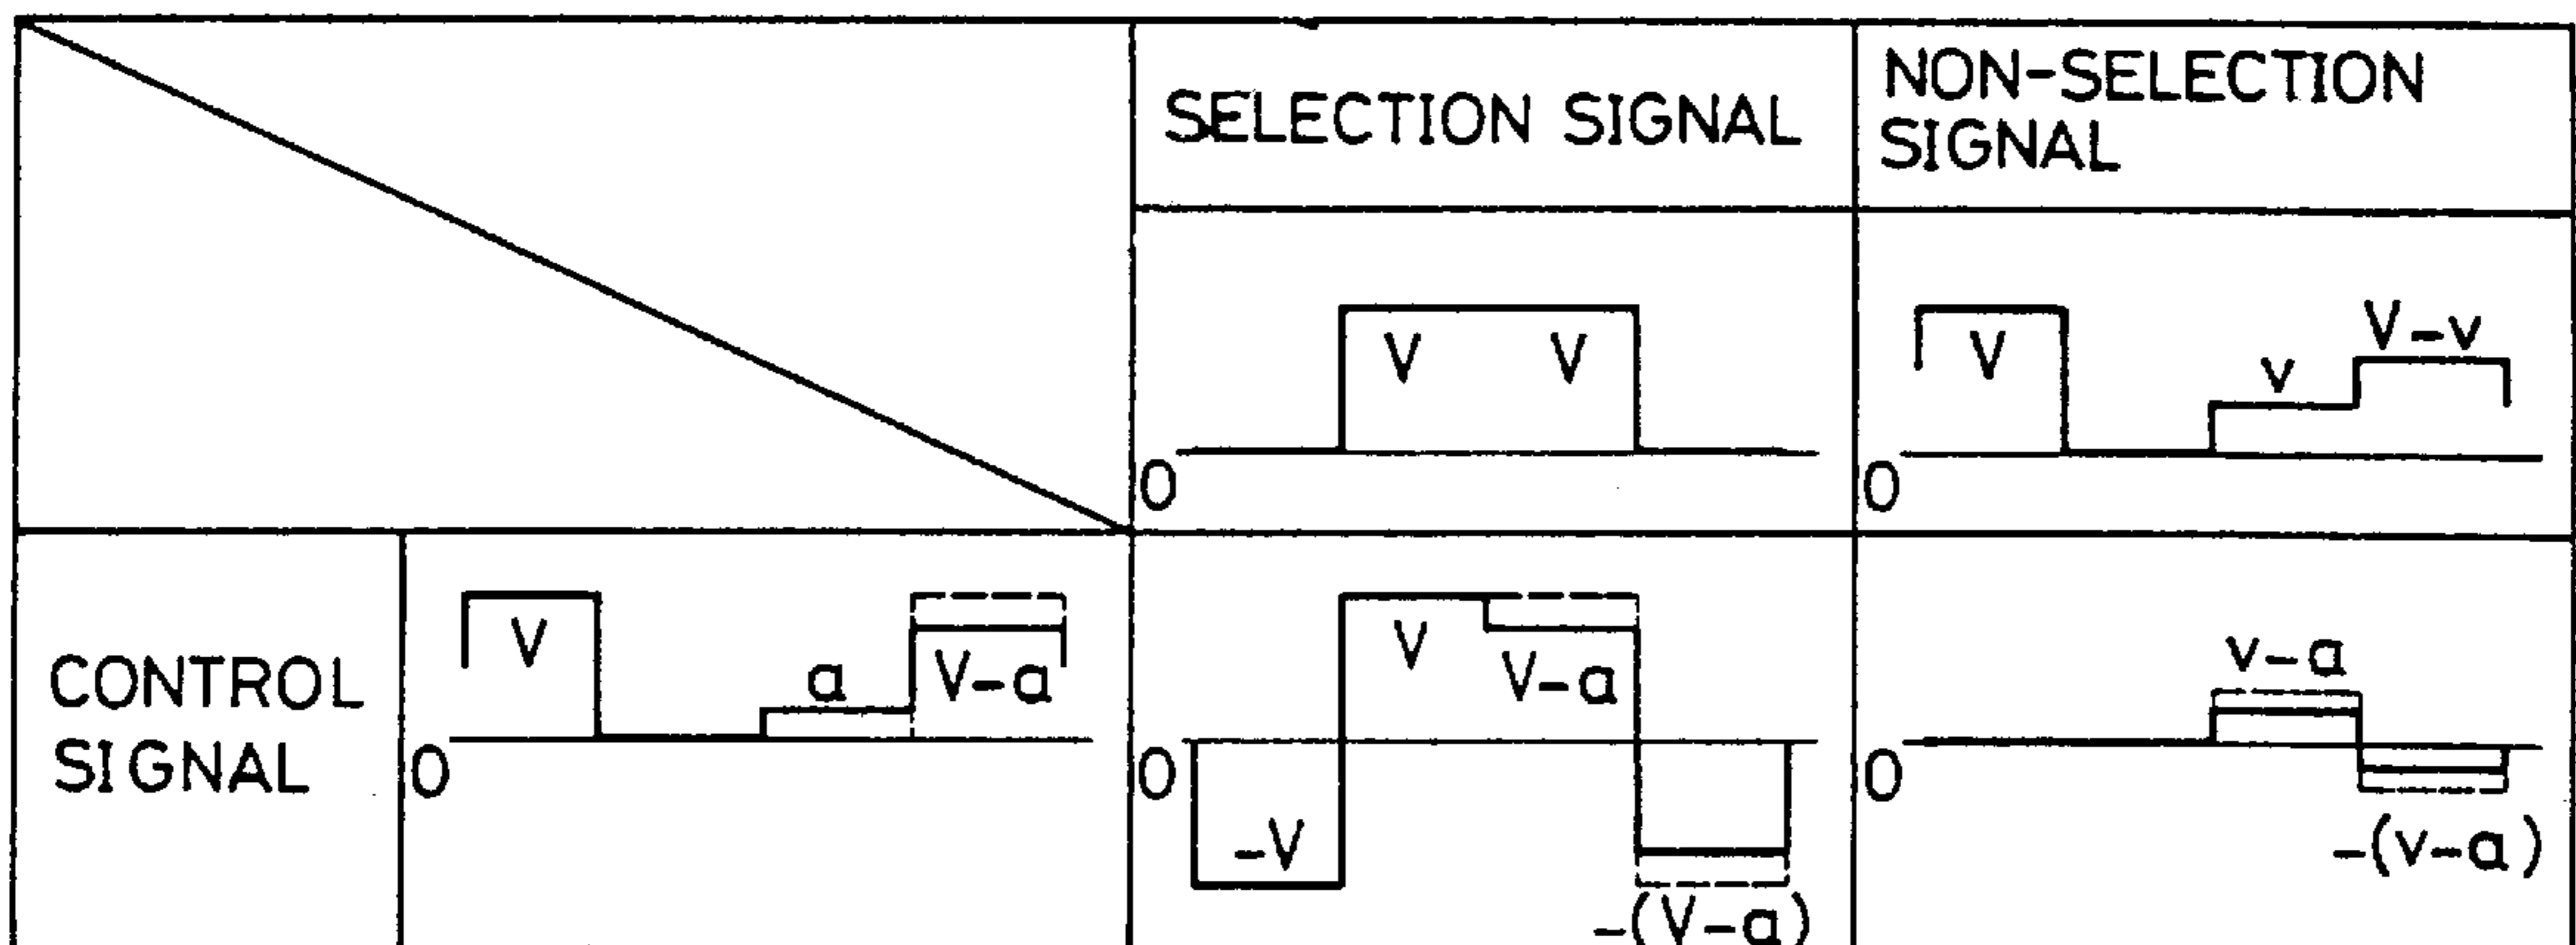 SELECTION SIGNAL
NON-SELECTION
SIGNAL
V V
0
V v V-v
0
CONTROL
SIGNAL
V a V-a
0
V V-a
0
-V
-(V-a)
v-a
0
-(v-a)